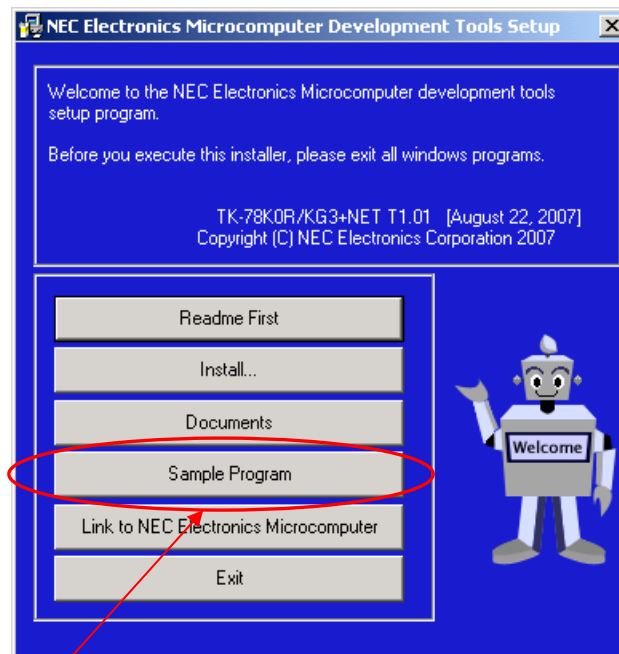 NEC Electronics Microcomputer Development Tools Setup
Welcome to the NEC Electronics Microcomputer development tools
setup program.
Before you execute this installer, please exit all windows programs.
TK-78K0R/KG3+NET T1.01 [August 22, 2007]
Copyright (C) NEC Electronics Corporation 2007
Readme First
Install...
Documents
Sample Program
Welcome
Link to NEC Electronics Microcomputer
Exit